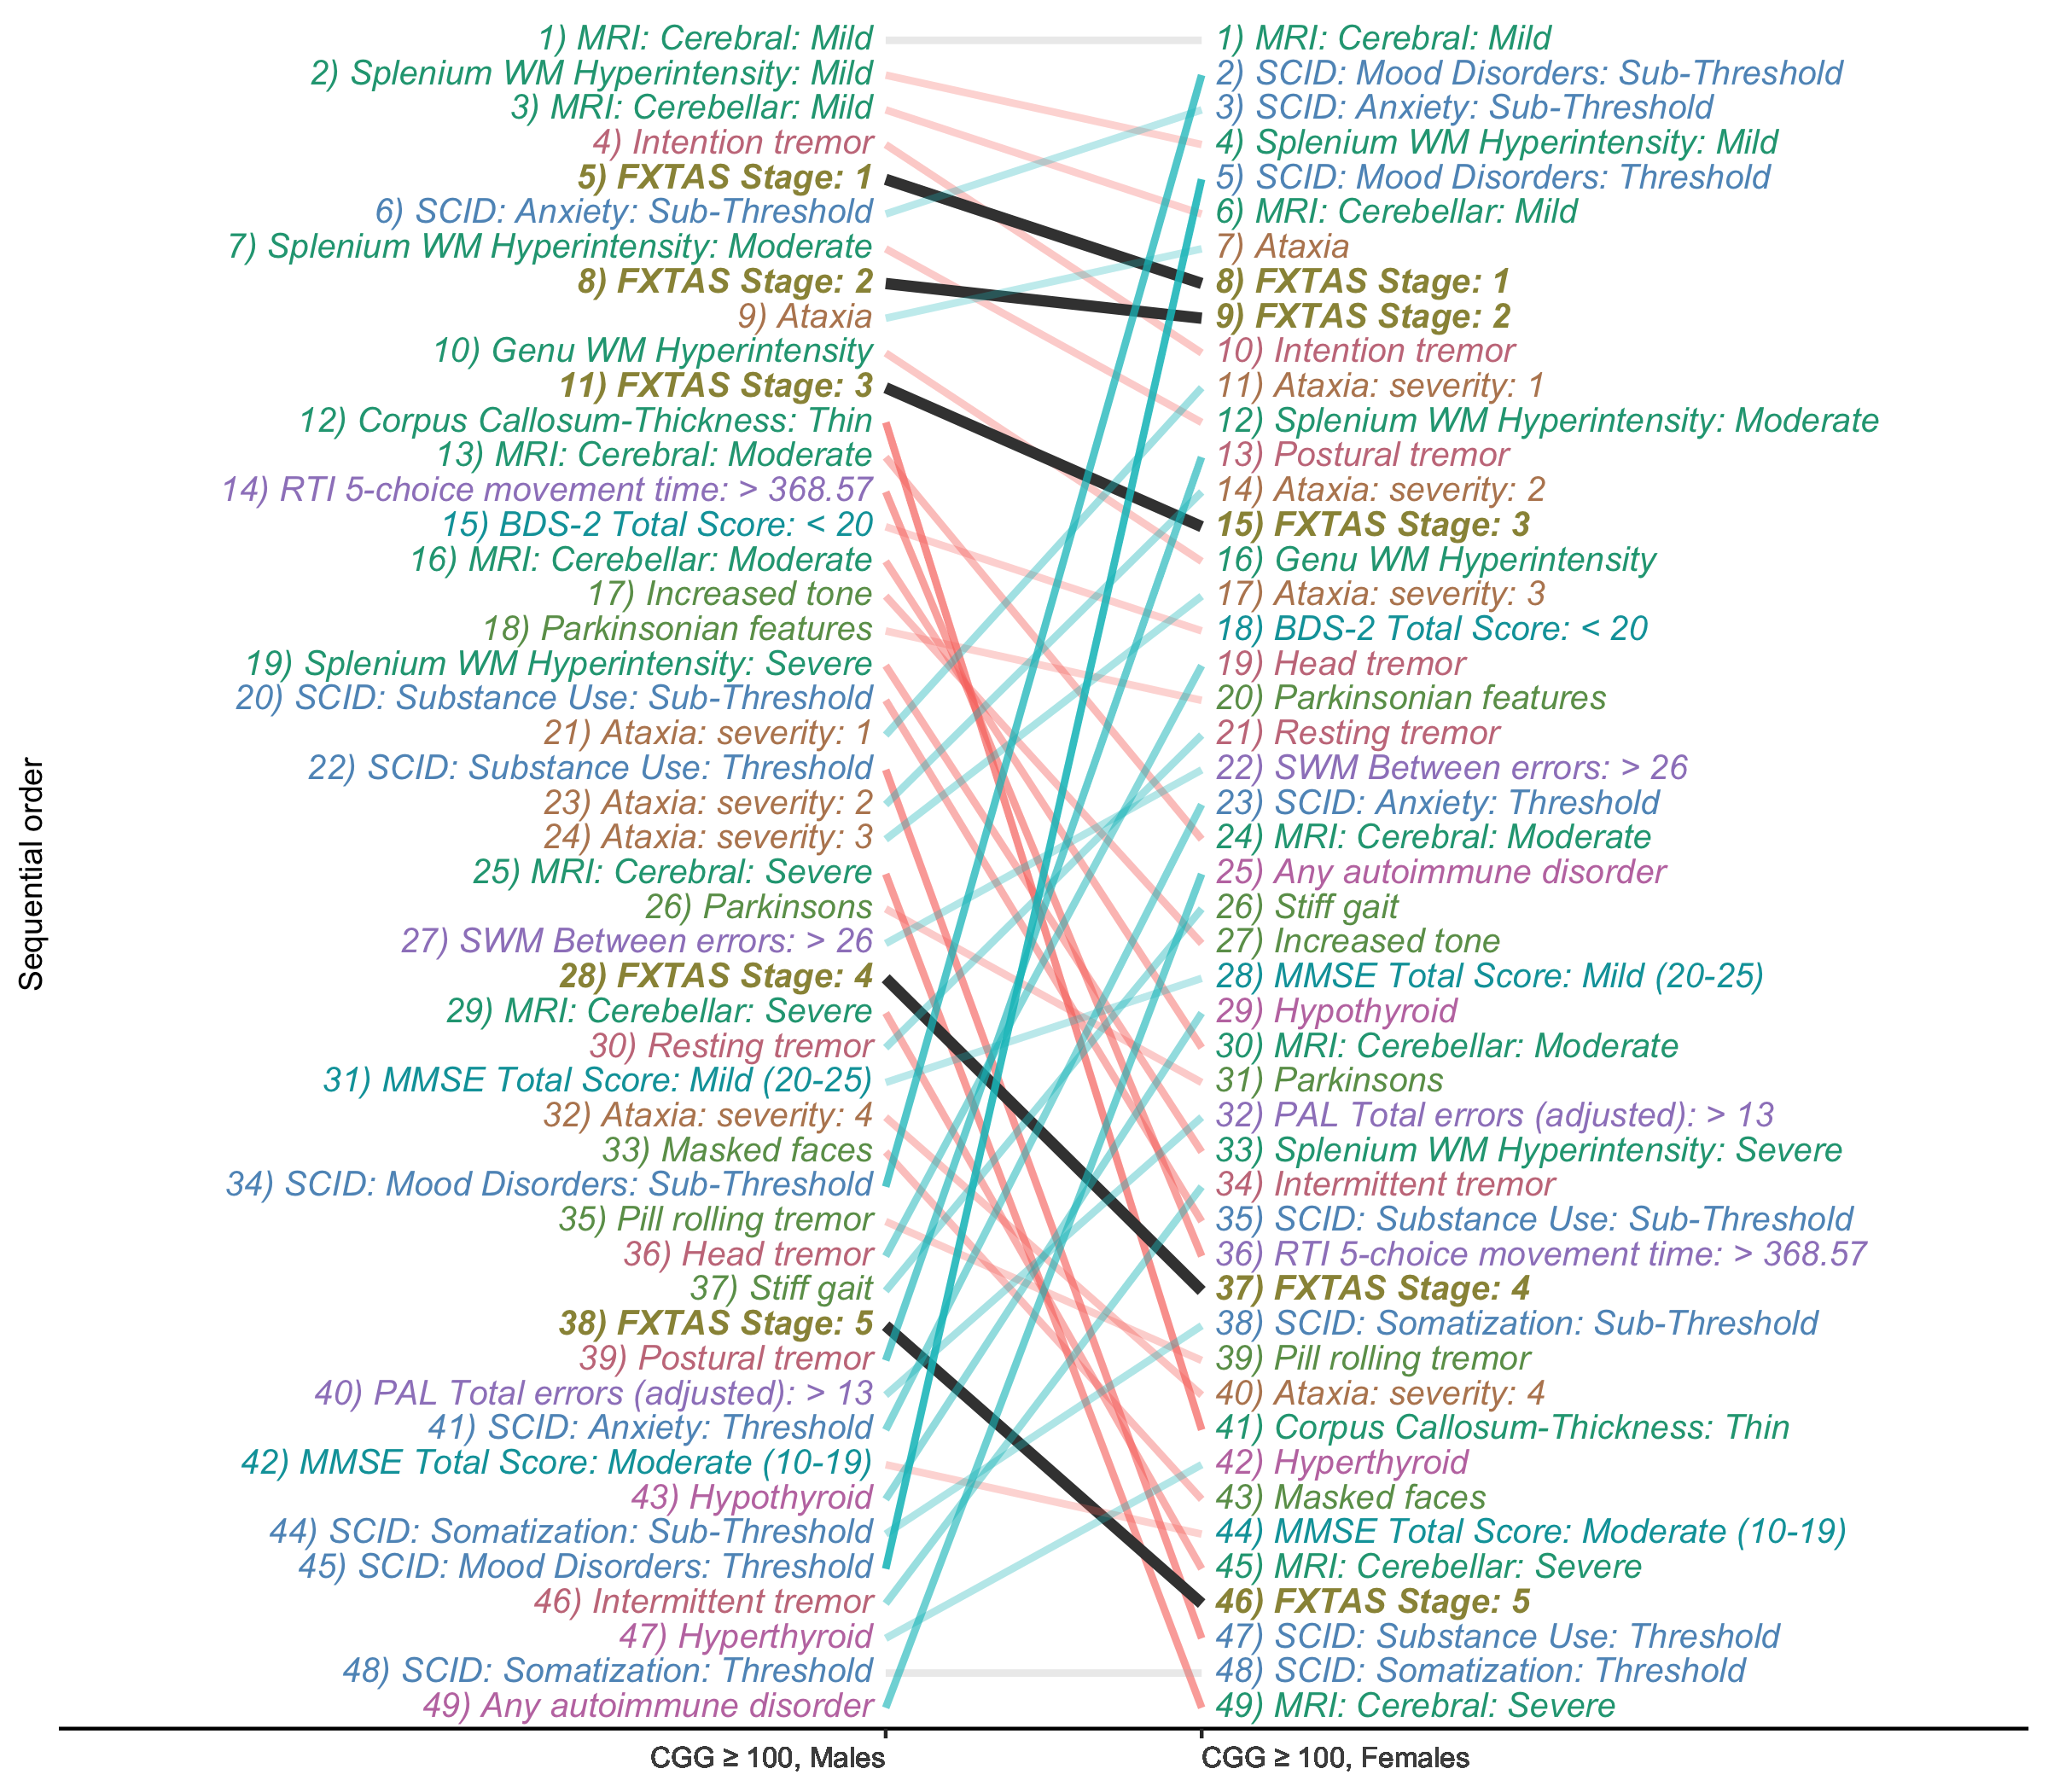 Sequential order
1) MRI: Cerebral: Mild
2) Splenium WM Hyperintensity: Mild
3) MRI: Cerebellar: Mild
4) Intention tremor
5) FXTAS Stage: 1
6) SCID: Anxiety: Sub-Threshold
7) Splenium WM Hyperintensity: Moderate
8) FXTAS Stage: 2
9) Ataxia
10) Genu WM Hyperintensity
11) FXTAS Stage: 3
12) Corpus Callosum-Thickness: Thin
13) MRI: Cerebral: Moderate
14) RTI 5-choice movement time: > 368.57
15) BDS-2 Total Score: < 20
16) MRI: Cerebellar: Moderate
17) Increased tone
18) Parkinsonian features
19) Splenium WM Hyperintensity: Severe
20) SCID: Substance Use: Sub-Threshold
21) Ataxia: severity: 1
22) SCID: Substance Use: Threshold
23) Ataxia: severity: 2
24) Ataxia: severity: 3
25) MRI: Cerebral: Severe
26) Parkinsons
27) SWM Between errors: > 26
28) FXTAS Stage: 4
29) MRI: Cerebellar: Severe
30) Resting tremor
31) MMSE Total Score: Mild (20-25)
32) Ataxia: severity: 4
33) Masked faces
34) SCID: Mood Disorders: Sub-Threshold
35) Pill rolling tremor
36) Head tremor
37) Stiff gait
38) FXTAS Stage: 5
39) Postural tremor
40) PAL Total errors (adjusted): > 13
41) SCID: Anxiety: Threshold
42) MMSE Total Score: Moderate (10-19)
43) Hypothyroid
44) SCID: Somatization: Sub-Threshold
45) SCID: Mood Disorders: Threshold
46) Intermittent tremor
47) Hyperthyroid
48) SCID: Somatization: Threshold
49) Any autoimmune disorder
1) MRI: Cerebral: Mild
2) SCID: Mood Disorders: Sub-Threshold
3) SCID: Anxiety: Sub-Threshold
4) Splenium WM Hyperintensity: Mild
5) SCID: Mood Disorders: Threshold
6) MRI: Cerebellar: Mild
7) Ataxia
8) FXTAS Stage: 1
9) FXTAS Stage: 2
10) Intention tremor
11) Ataxia: severity: 1
12) Splenium WM Hyperintensity: Moderate
13) Postural tremor
14) Ataxia: severity: 2
15) FXTAS Stage: 3
16) Genu WM Hyperintensity
17) Ataxia: severity: 3
18) BDS-2 Total Score: < 20
19) Head tremor
20) Parkinsonian features
21) Resting tremor
22) SWM Between errors: > 26
23) SCID: Anxiety: Threshold
24) MRI: Cerebral: Moderate
25) Any autoimmune disorder
26) Stiff gait
27) Increased tone
28) MMSE Total Score: Mild (20-25)
29) Hypothyroid
30) MRI: Cerebellar: Moderate
31) Parkinsons
32) PAL Total errors (adjusted): > 13
33) Splenium WM Hyperintensity: Severe
34) Intermittent tremor
35) SCID: Substance Use: Sub-Threshold
36) RTI 5-choice movement time: > 368.57
37) FXTAS Stage: 4
38) SCID: Somatization: Sub-Threshold
39) Pill rolling tremor
40) Ataxia: severity: 4
41) Corpus Callosum-Thickness: Thin
42) Hyperthyroid
43) Masked faces
44) MMSE Total Score: Moderate (10-19)
45) MRI: Cerebellar: Severe
46) FXTAS Stage: 5
47) SCID: Substance Use: Threshold
48) SCID: Somatization: Threshold
49) MRI: Cerebral: Severe
CGG ≥ 100, Males
CGG ≥ 100, Females